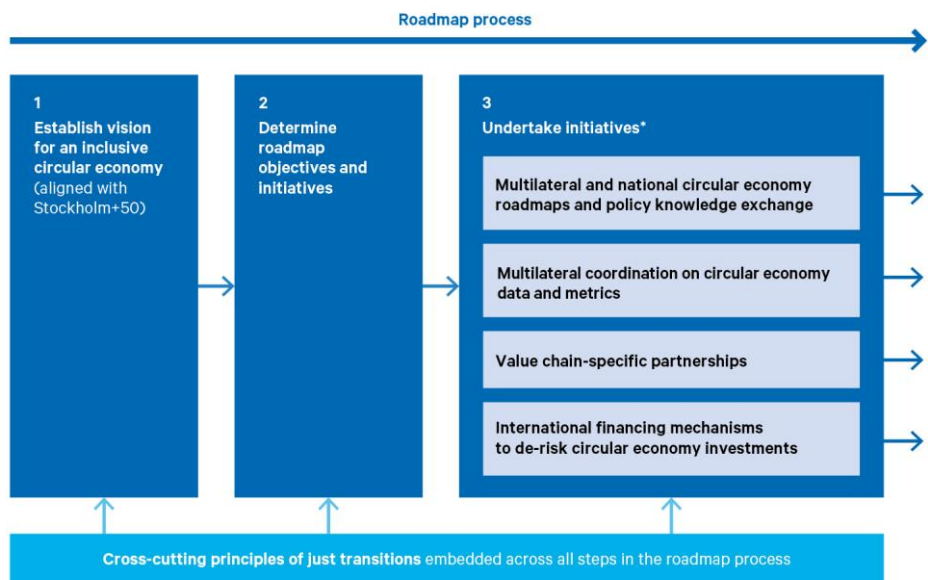 Roadmap process
1
Establish vision
for an inclusive
circular economy
(aligned with
Stockholm+50)
2
Determine
roadmap
objectives and
initiatives
3
Undertake initiatives*
Multilateral and national circular economy
roadmaps and policy knowledge exchange
Multilateral coordination on circular economy
data and metrics
Value chain-specific partnerships
International financing mechanisms
to de-risk circular economy investments
Cross-cutting principles of just transitions embedded across all steps in the roadmap process